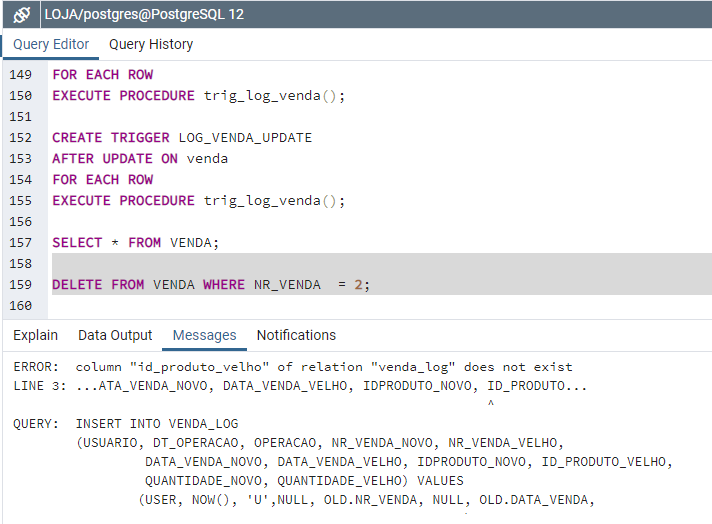 LOJA/postgres@PostgreSQL 12
Query Editor Query History
149 FOR EACH ROW
150 EXECUTE PROCEDURE trig_log_venda();
151
152 CREATE TRIGGER LOG_VENDA_UPDATE
153 AFTER UPDATE ON venda
154 FOR EACH ROW
155 EXECUTE PROCEDURE trig_log_venda();
156
157 SELECT * FROM VENDA;
158
159 DELETE FROM VENDA WHERE NR_VENDA  = 2;
160
Explain Data Output Messages Notifications
ERROR:  column "id_produto_velho" of relation "venda_log" does not exist
LINE 3: ...ATA_VENDA_NOVO, DATA_VENDA_VELHO, IDPRODUTO_NOVO, ID_PRODUTO...
^
QUERY:  INSERT INTO VENDA_LOG
(USUARIO, DT_OPERACAO, OPERACAO, NR_VENDA_NOVO, NR_VENDA_VELHO,
DATA_VENDA_NOVO, DATA_VENDA_VELHO, IDPRODUTO_NOVO, ID_PRODUTO_VELHO,
QUANTIDADE_NOVO, QUANTIDADE_VELHO) VALUES
(USER, NOW(), 'U',NULL, OLD.NR_VENDA, NULL, OLD.DATA_VENDA,